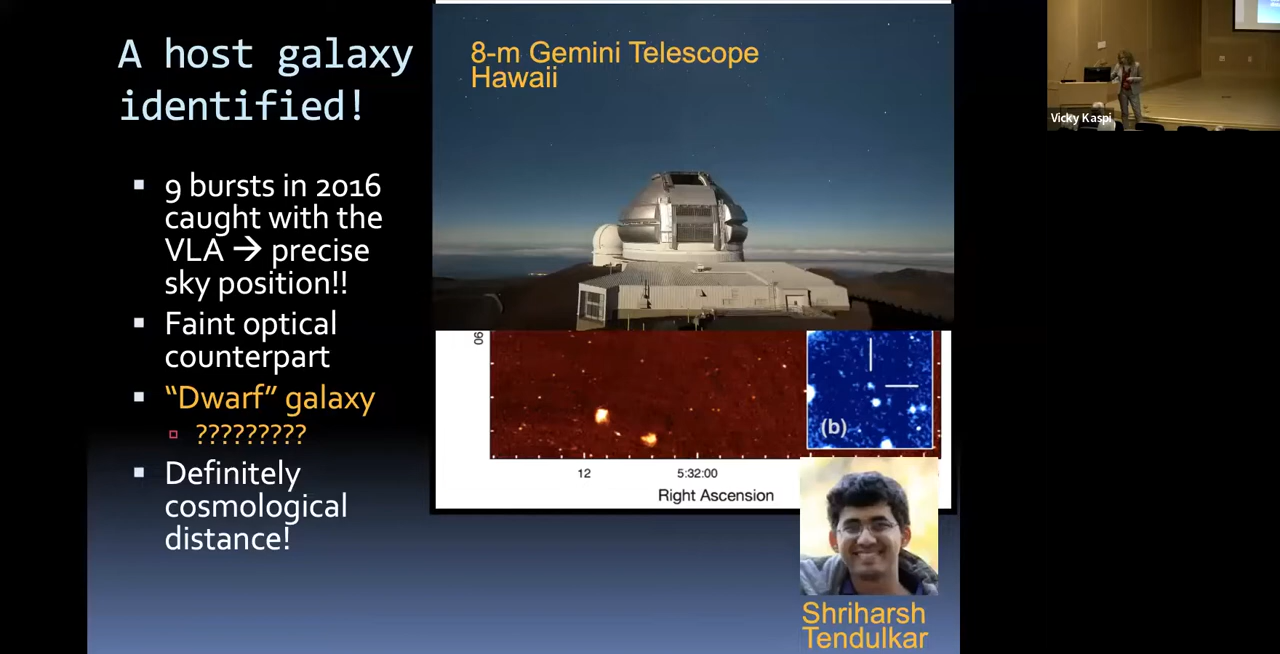 A host galaxy
identified!
▪ 9 bursts in 2016
caught with the
VLA → precise
sky position!!
▪ Faint optical
counterpart
▪ “Dwarf” galaxy
▫ ?????????
▪ Definitely
cosmological
distance!
8-m Gemini Telescope
Hawaii
06
(b)
12 5:32:00
Right Ascension
Shriharsh
Tendulkar
Vicky Kaspi